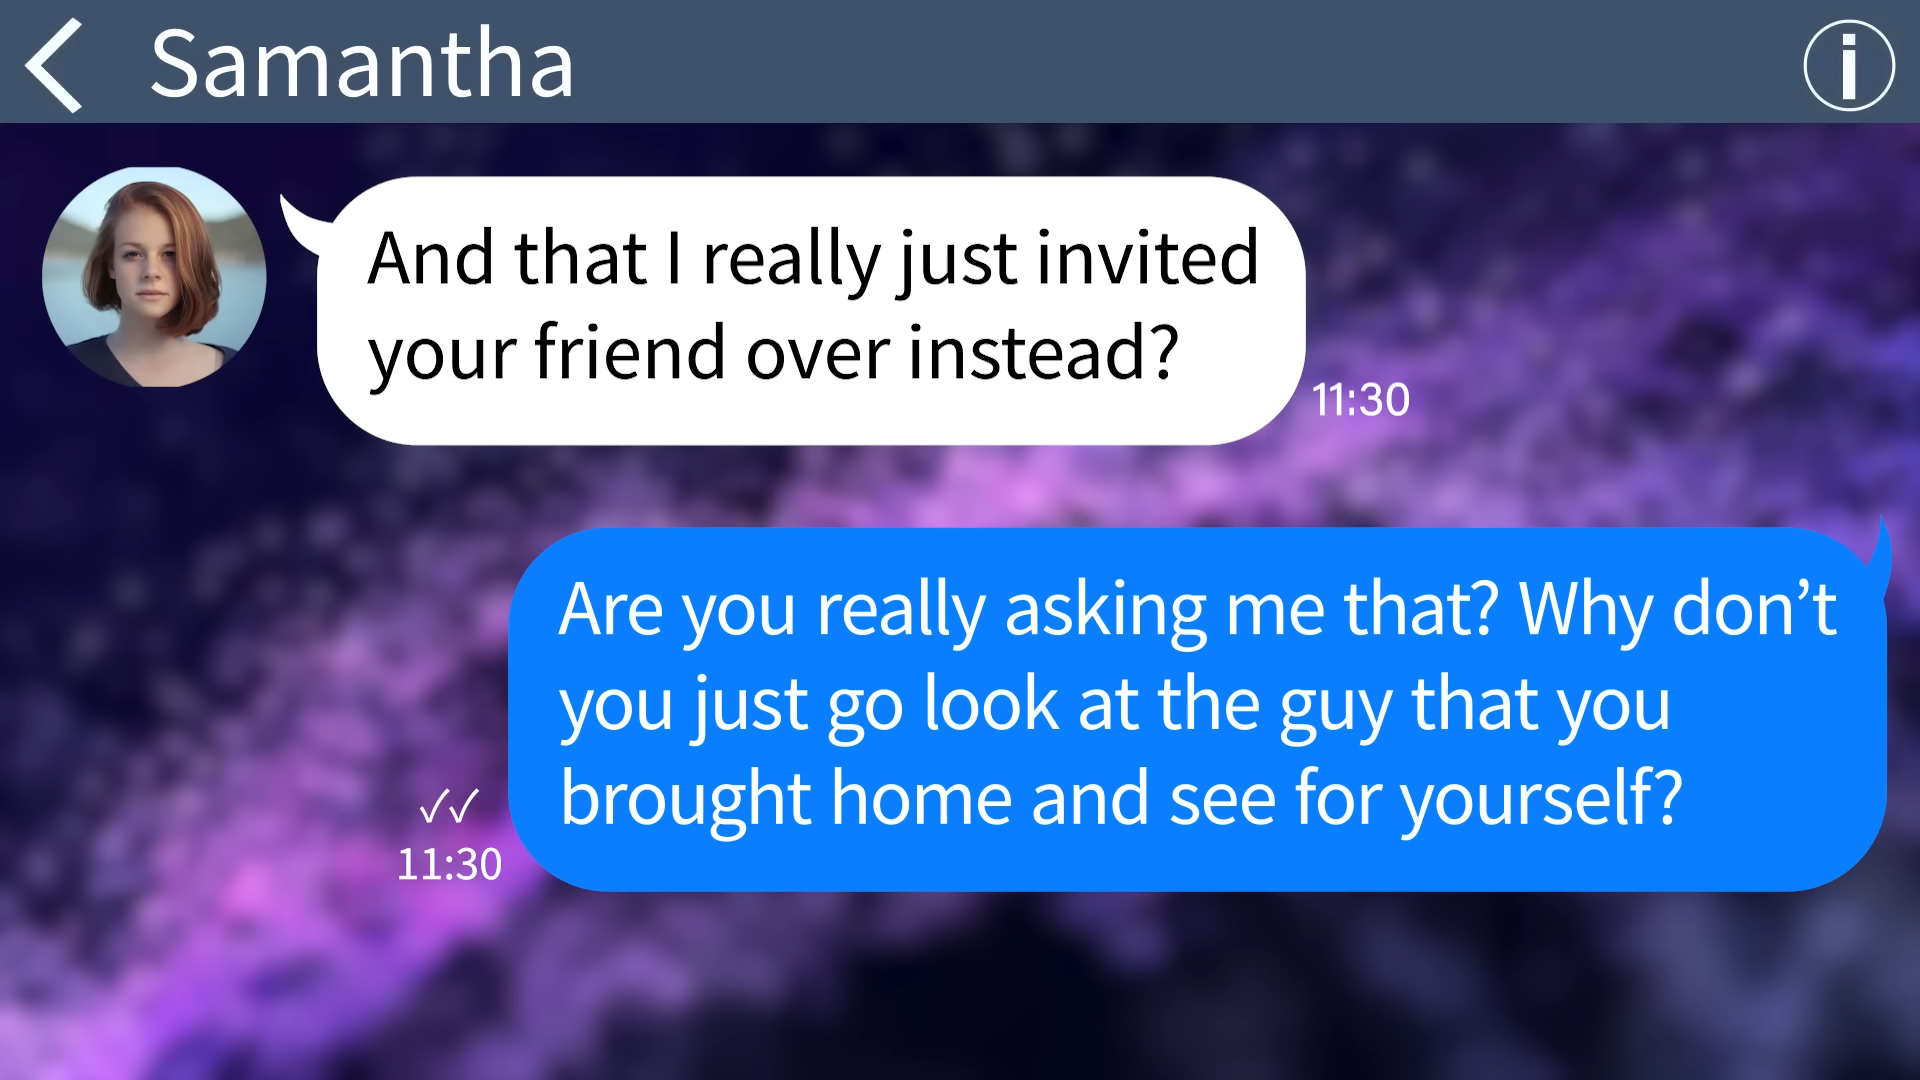 Samantha
And that I really just invited
your friend over instead?
11:30
Are you really asking me that? Why don’t
you just go look at the guy that you
brought home and see for yourself?
11:30